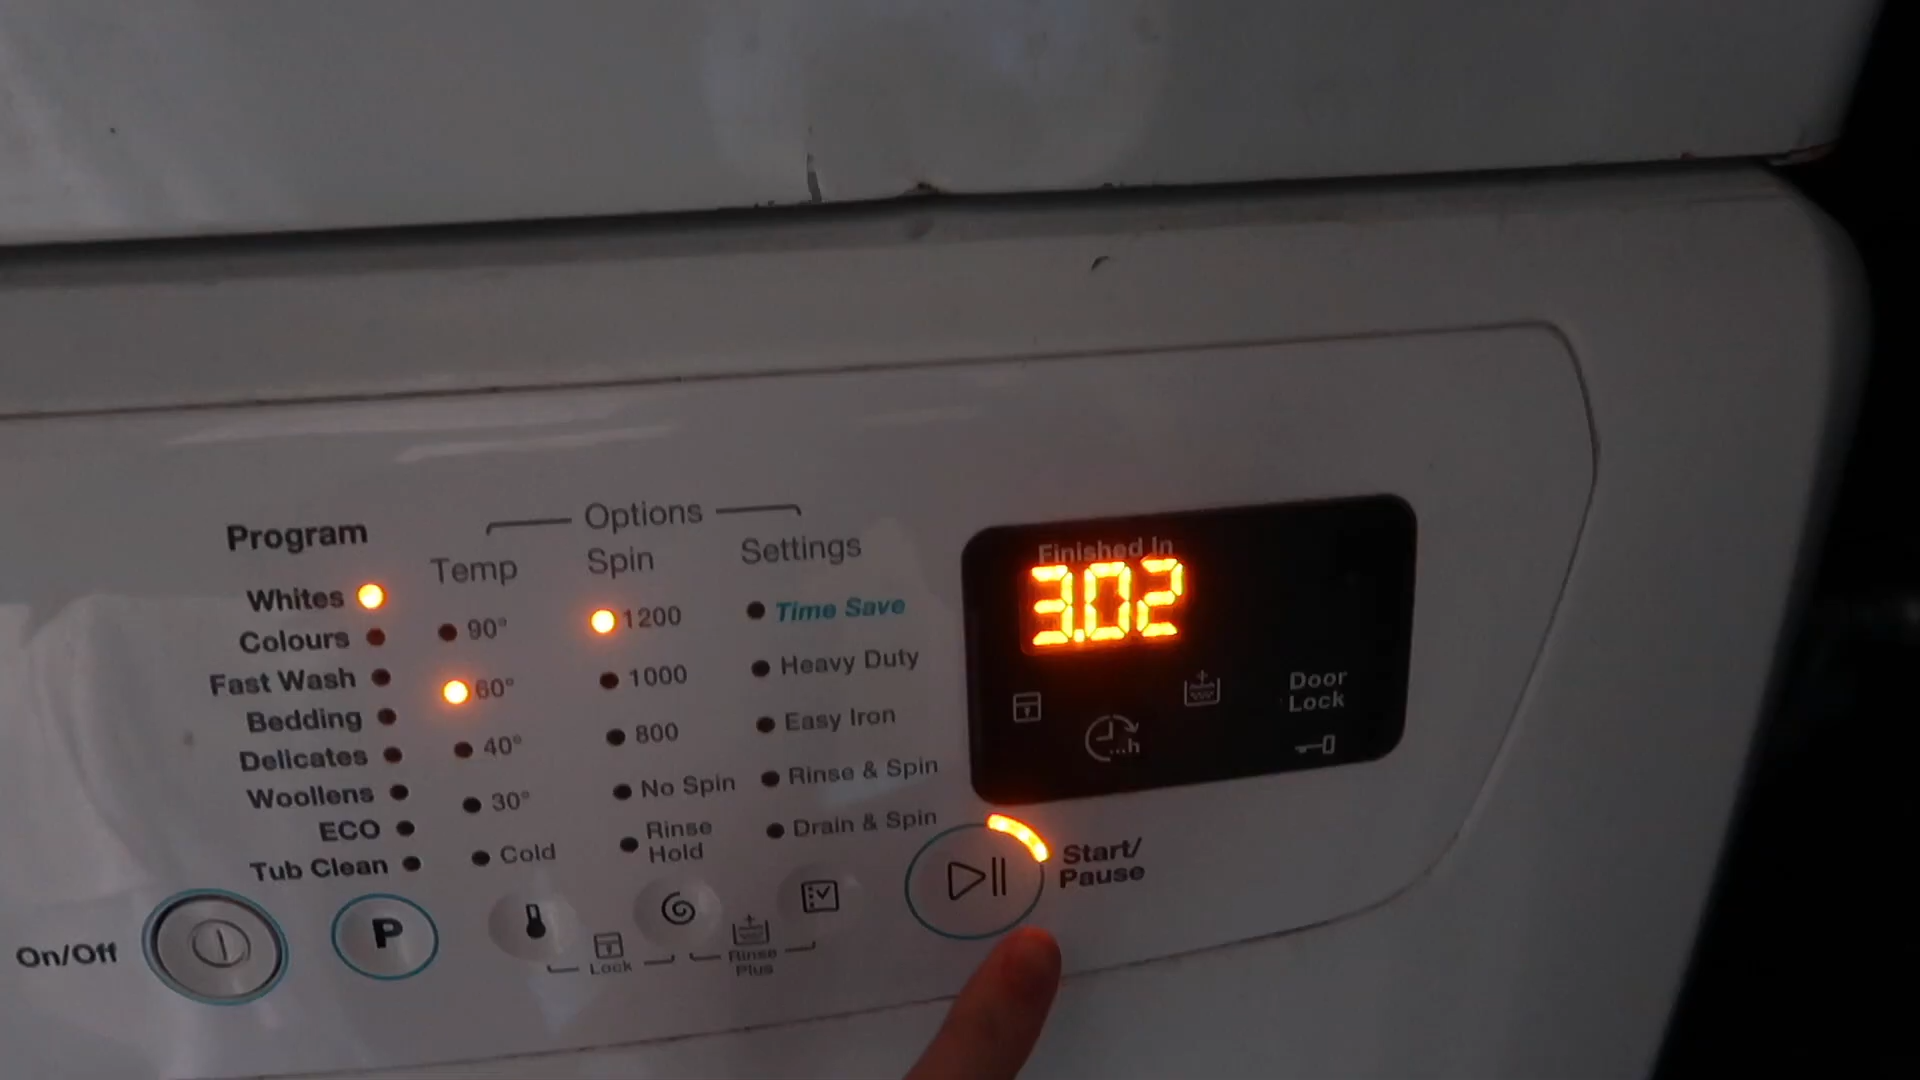 Program
Whites
Colours
Fast Wash
Bedding
Delicates
Woollens
ECO
Tub Clean
Options
Temp
90°
60°
40°
30°
Cold
Spin
1200
1000
800
No Spin
Rinse
Hold
Settings
Time Save
Heavy Duty
Easy Iron
Rinse & Spin
Drain & Spin
Finished In
3.02
...h
Door
Lock
On/Off
P
Lock
Rinse
Plus
Start/
Pause